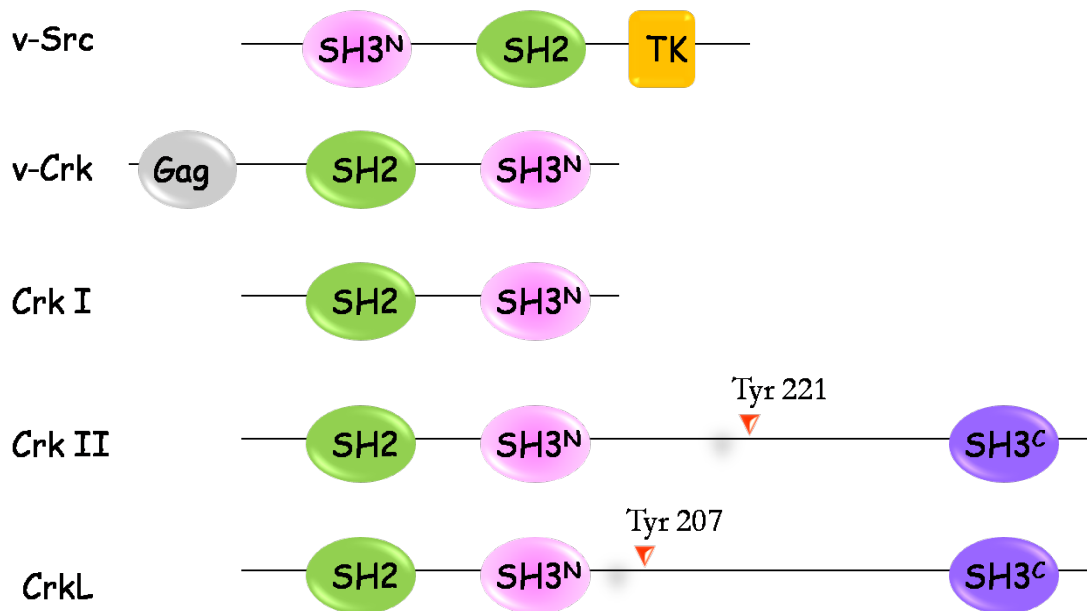 v-Src SH3ᴺ SH2 TK
v-Crk Gag SH2 SH3ᴺ
Crk I SH2 SH3ᴺ
Tyr 221
Crk II SH2 SH3ᴺ SH3ᶜ
Tyr 207
CrkL SH2 SH3ᴺ SH3ᶜ